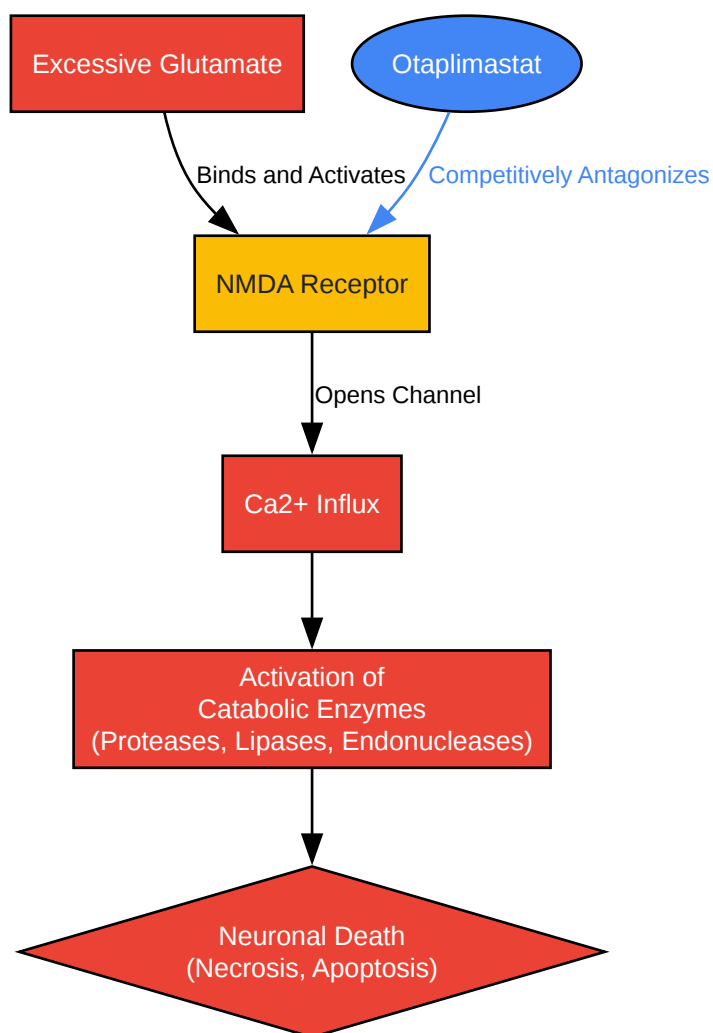 Excessive Glutamate
Otaplimastat
Binds and Activates
Competitively Antagonizes
NMDA Receptor
Opens Channel
Ca2+ Influx
Activation of
Catabolic Enzymes
(Proteases, Lipases, Endonucleases)
Neuronal Death
(Necrosis, Apoptosis)